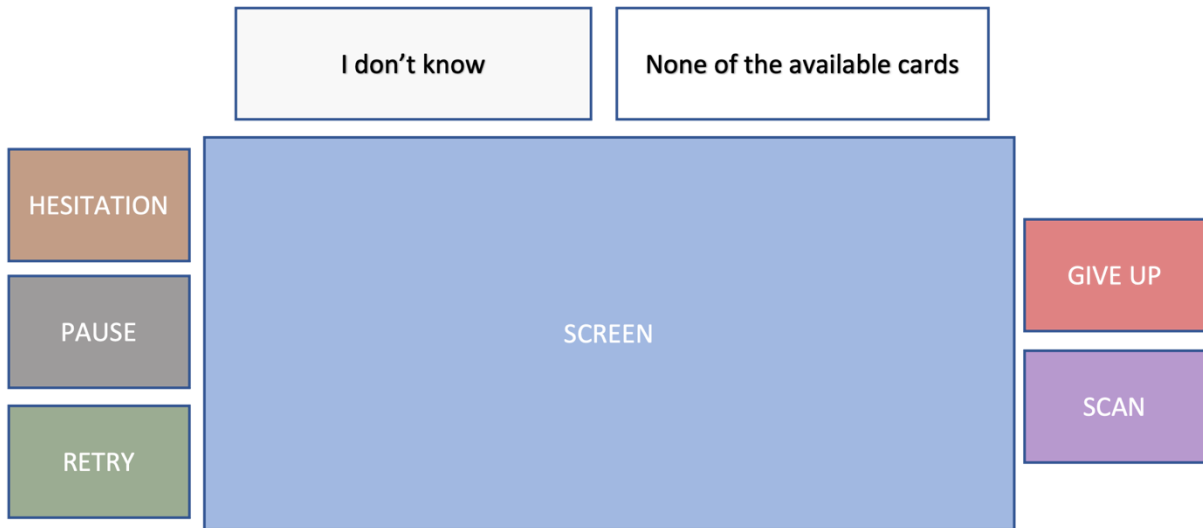 I don’t know
None of the available cards
HESITATION
PAUSE
RETRY
SCREEN
GIVE UP
SCAN